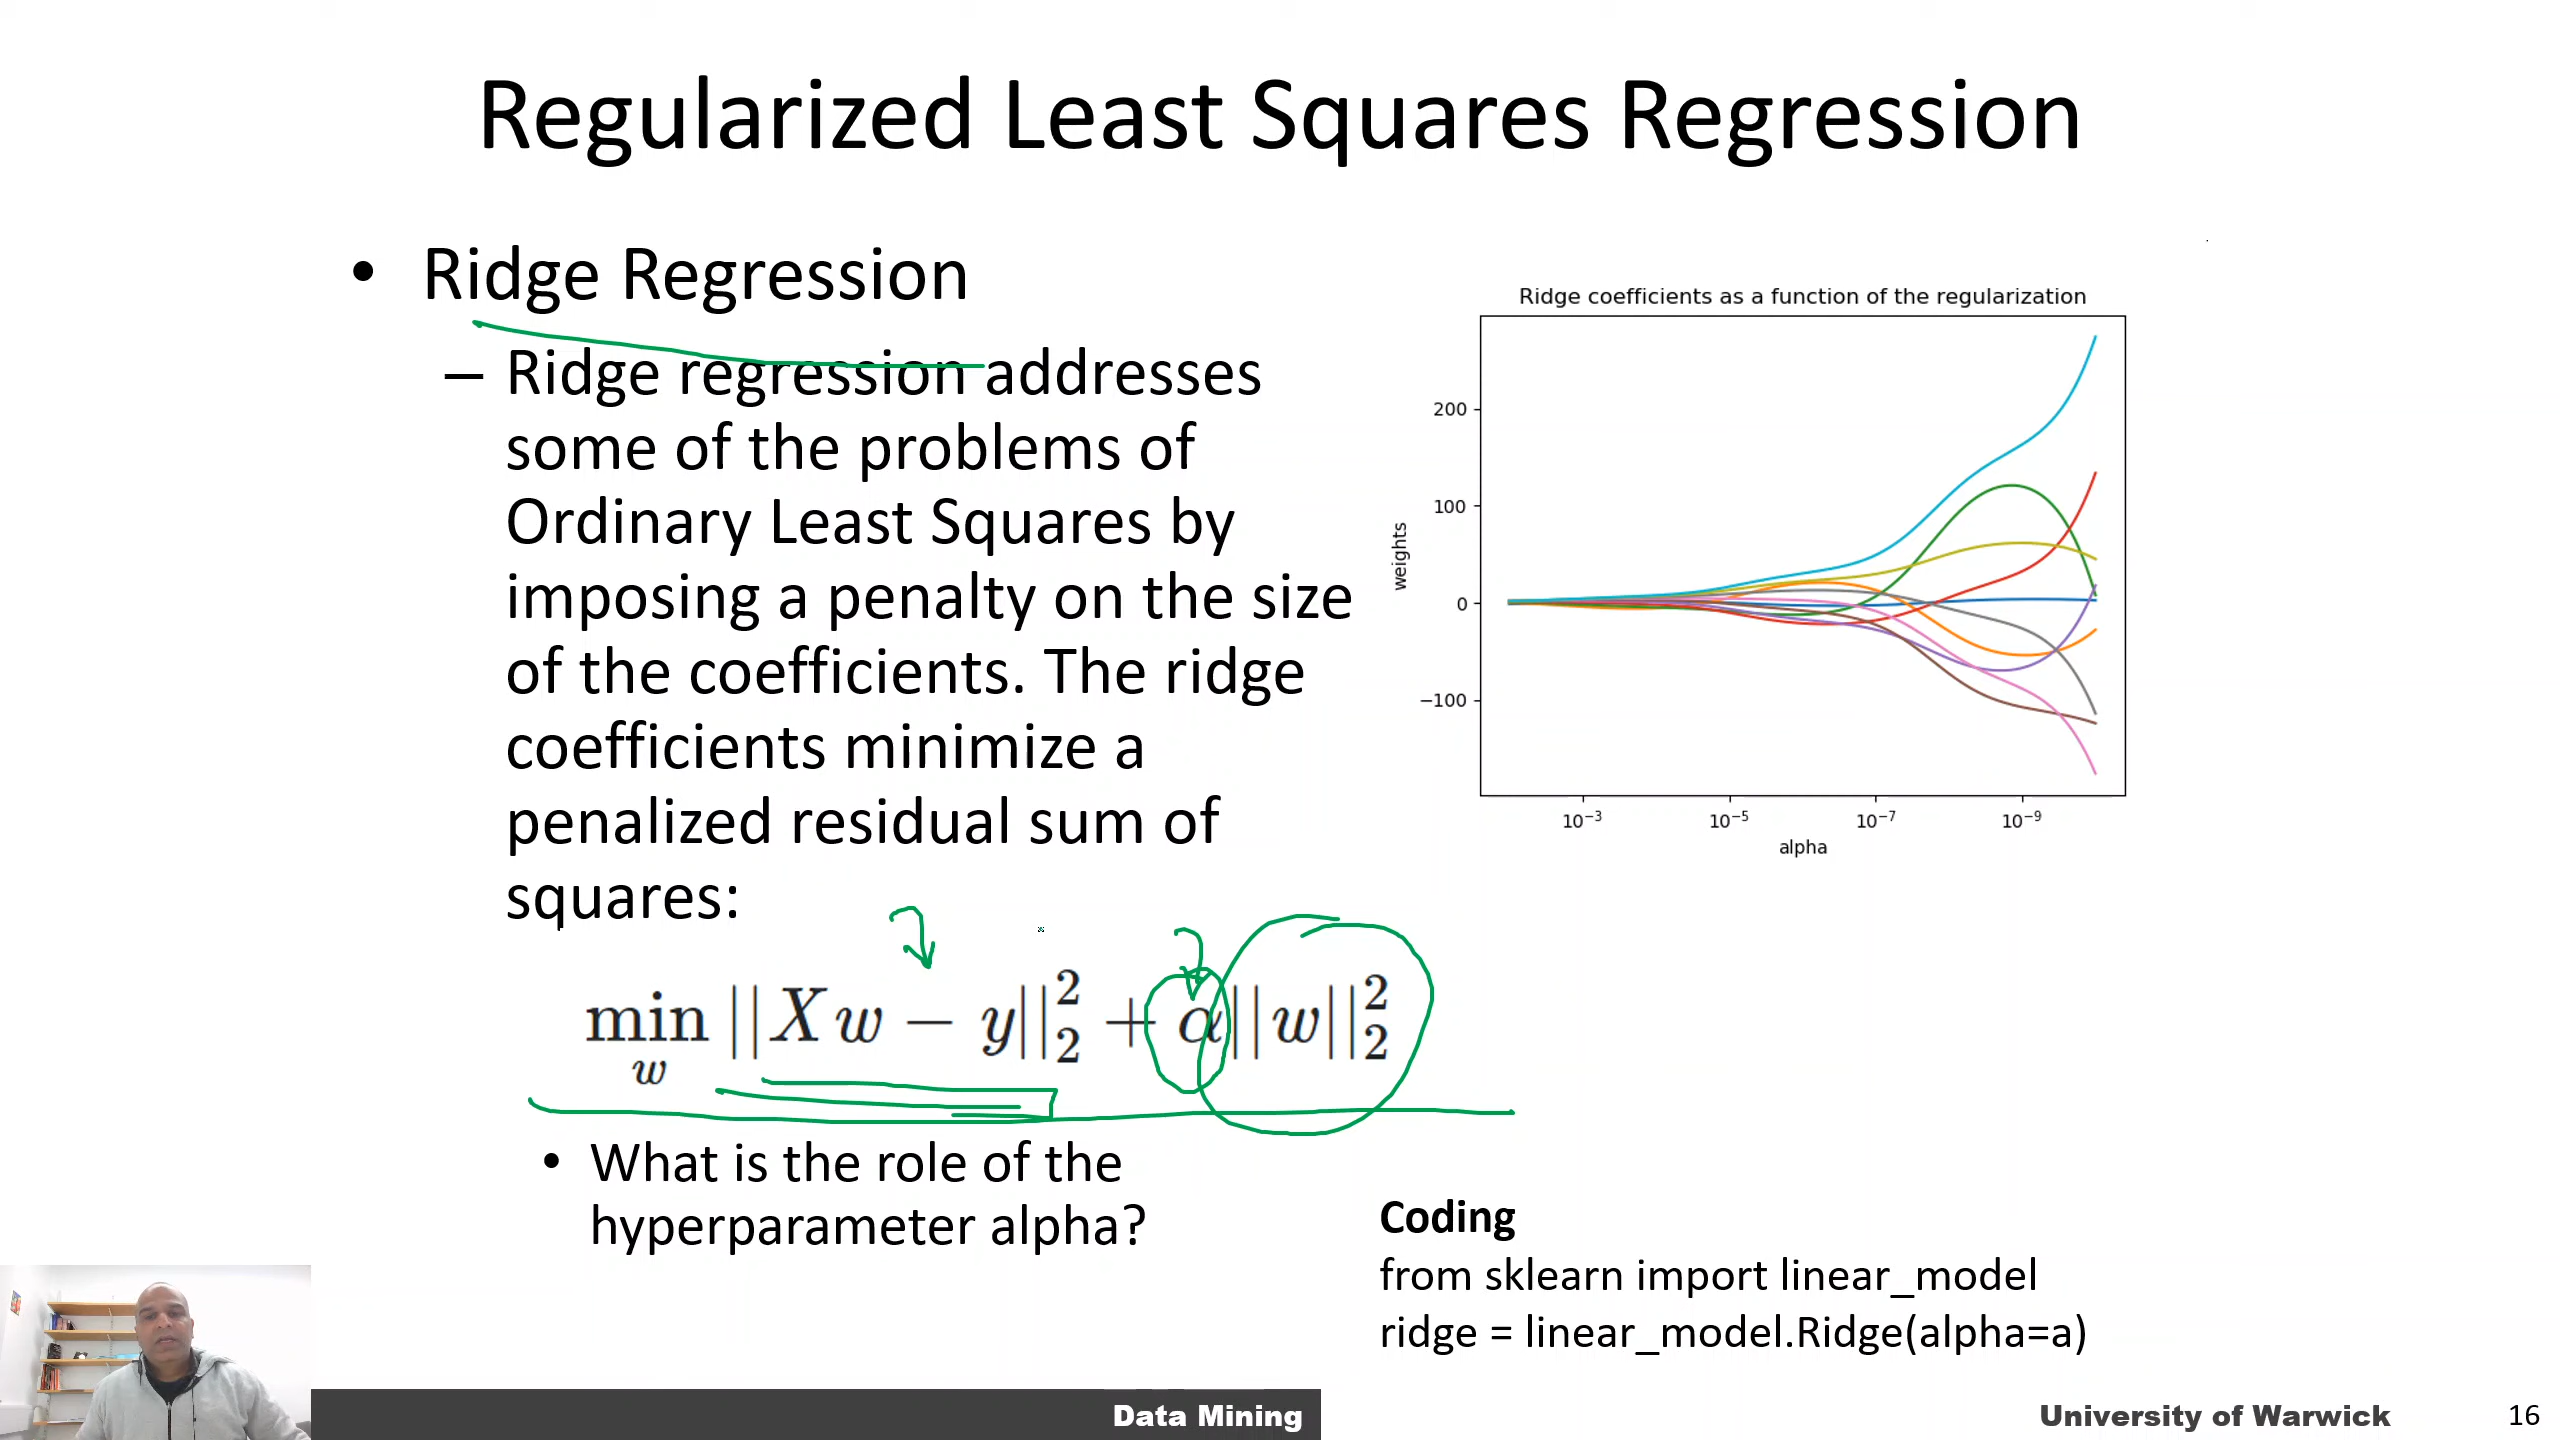 Regularized Least Squares Regression
• Ridge Regression
– Ridge regression addresses
some of the problems of
Ordinary Least Squares by
imposing a penalty on the size
of the coefficients. The ridge
coefficients minimize a
penalized residual sum of
squares:
min_w ||Xw − y||₂² + α||w||₂²
• What is the role of the
hyperparameter alpha?
Ridge coefficients as a function of the regularization
weights
200
100
0
−100
10⁻³ 10⁻⁵ 10⁻⁷ 10⁻⁹
alpha
Coding
from sklearn import linear_model
ridge = linear_model.Ridge(alpha=a)
Data Mining
University of Warwick
16